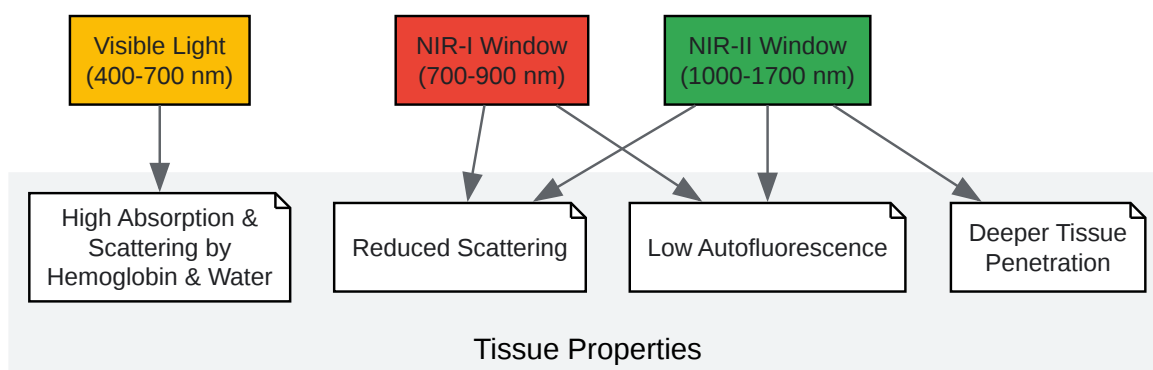 Visible Light
(400-700 nm)
NIR-I Window
(700-900 nm)
NIR-II Window
(1000-1700 nm)
High Absorption &
Scattering by
Hemoglobin & Water
Reduced Scattering
Low Autofluorescence
Deeper Tissue
Penetration
Tissue Properties